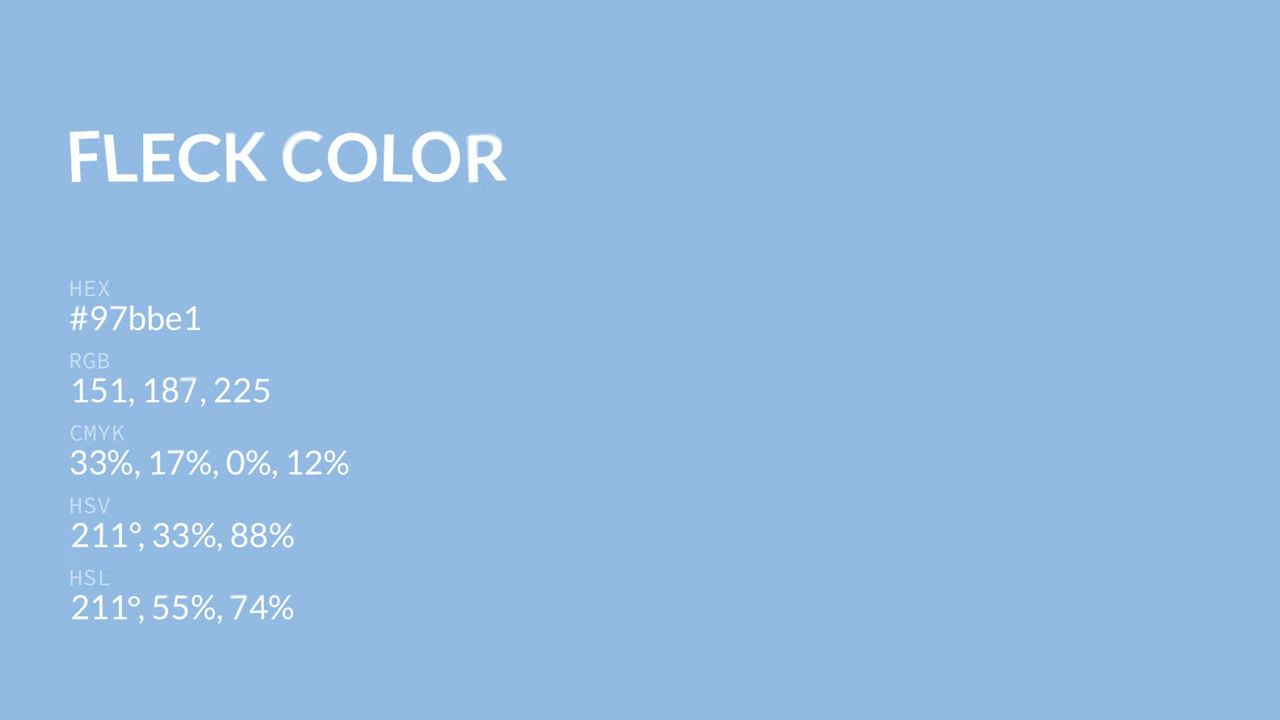 FLECK COLOR
HEX
#97bbe1
RGB
151, 187, 225
CMYK
33%, 17%, 0%, 12%
HSV
211°, 33%, 88%
HSL
211°, 55%, 74%